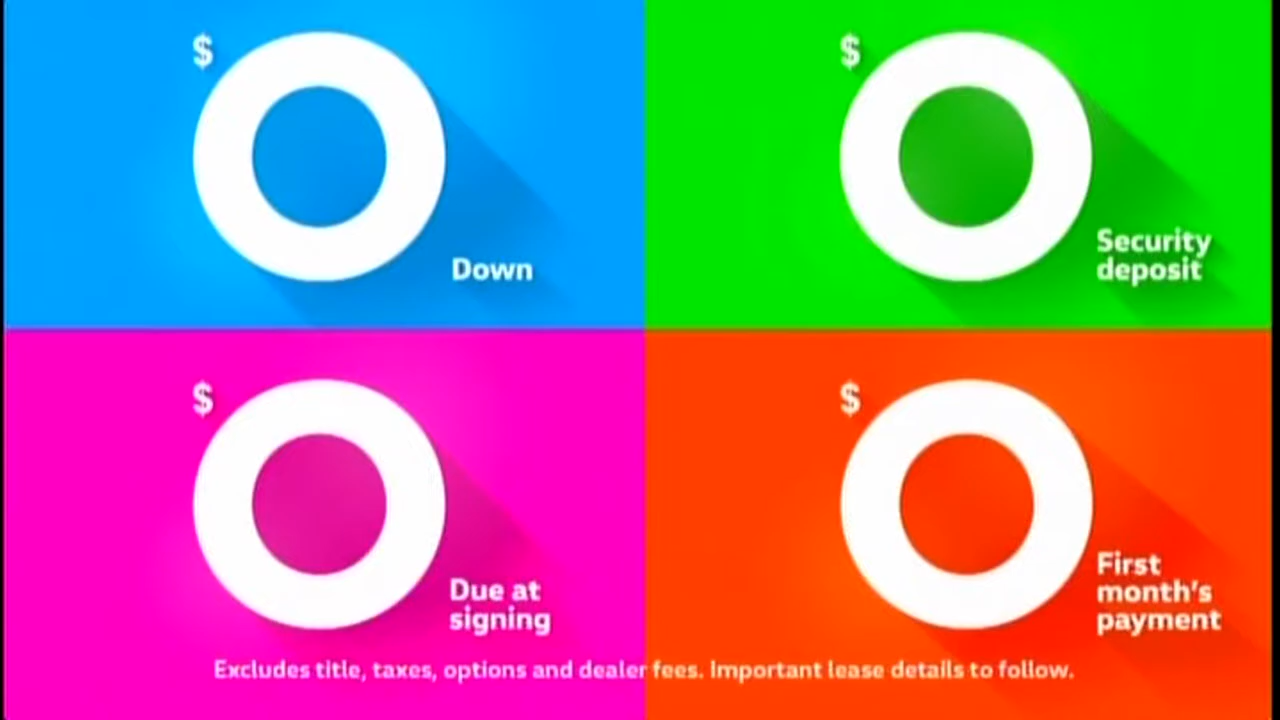 $0
Down
$0
Security
deposit
$0
Due at
signing
$0
First
month's
payment
Excludes title, taxes, options and dealer fees. Important lease details to follow.